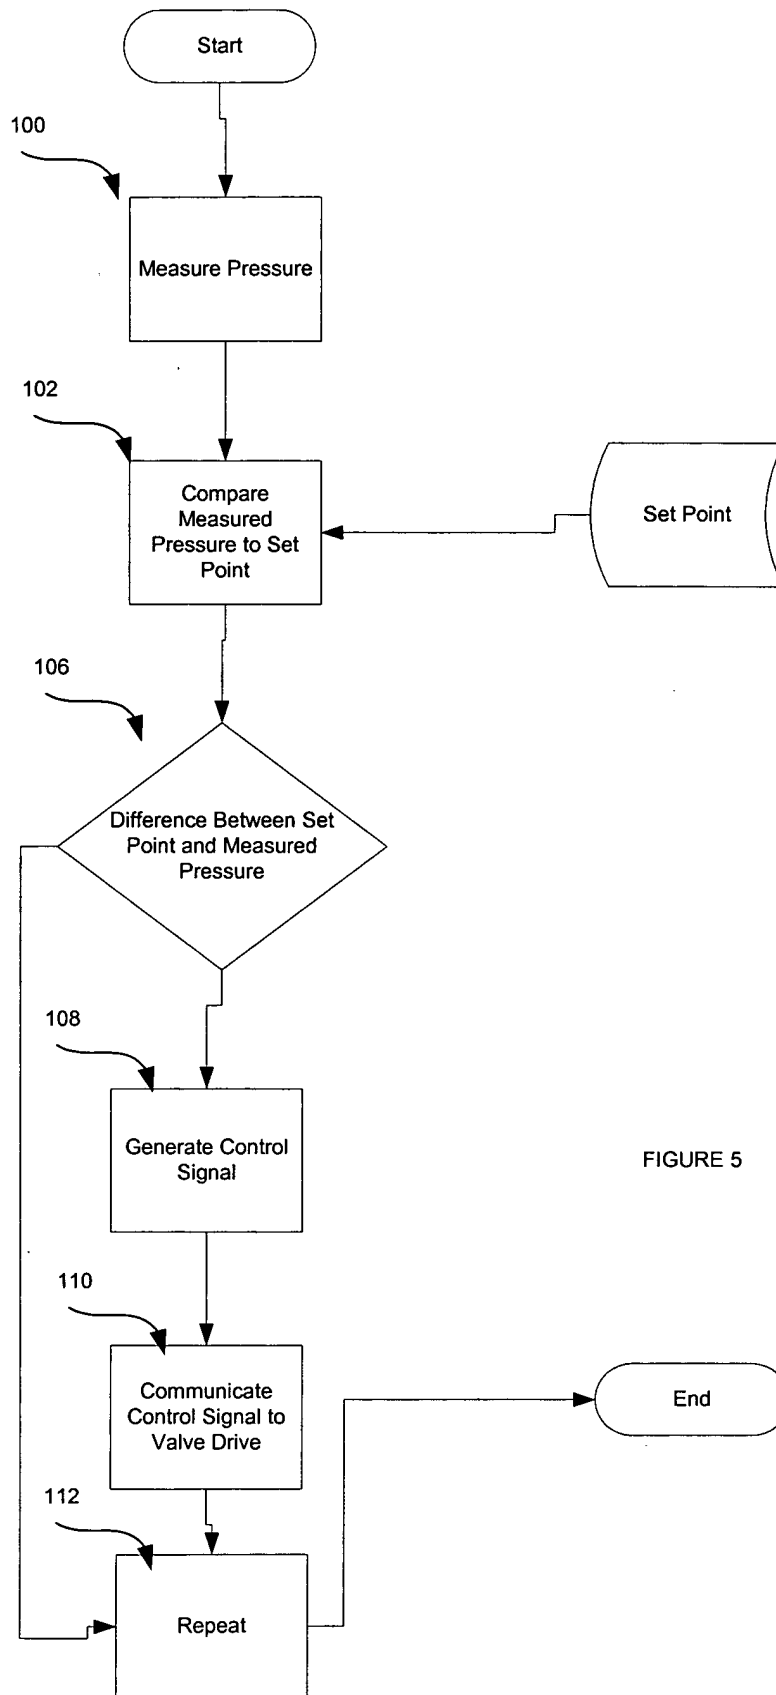 Start
100
Measure Pressure
102
Compare
Measured
Pressure to Set
Point
Set Point
106
Difference Between Set
Point and Measured
Pressure
108
Generate Control
Signal
FIGURE 5
110
Communicate
Control Signal to
Valve Drive
End
112
Repeat